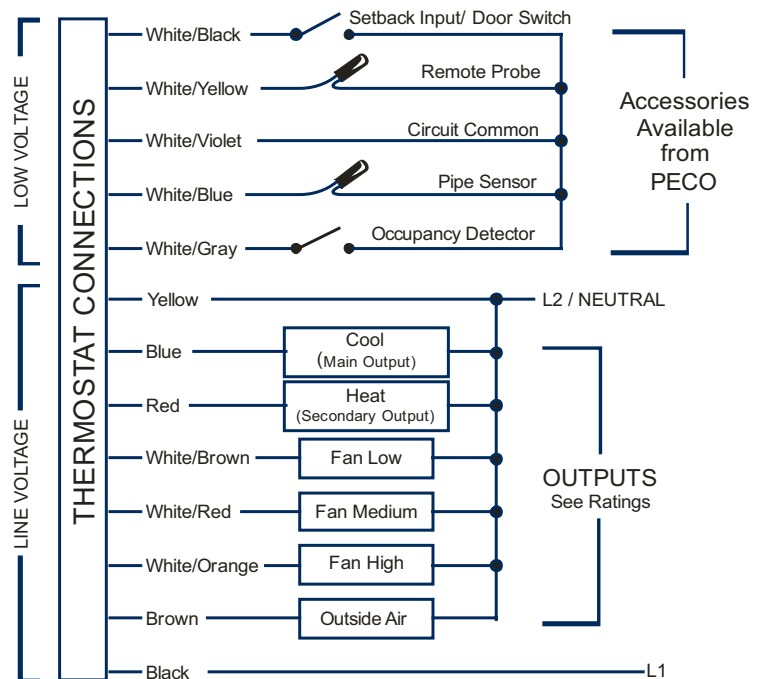 LOW VOLTAGE
LINE VOLTAGE
THERMOSTAT CONNECTIONS
White/Black
Setback Input/ Door Switch
White/Yellow
Remote Probe
White/Violet
Circuit Common
White/Blue
Pipe Sensor
White/Gray
Occupancy Detector
Accessories
Available
from
PECO
Yellow
L2 / NEUTRAL
Blue
Cool
(Main Output)
Red
Heat
(Secondary Output)
White/Brown
Fan Low
White/Red
Fan Medium
White/Orange
Fan High
Brown
Outside Air
OUTPUTS
See Ratings
Black
L1